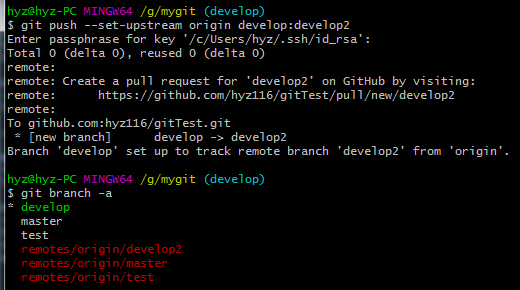 hyz@hyz-PC MINGW64 /g/mygit (develop)
$ git push --set-upstream origin develop:develop2
Enter passphrase for key '/c/Users/hyz/.ssh/id_rsa':
Total 0 (delta 0), reused 0 (delta 0)
remote:
remote: Create a pull request for 'develop2' on GitHub by visiting:
remote:      https://github.com/hyz116/gitTest/pull/new/develop2
remote:
To github.com:hyz116/gitTest.git
 * [new branch]      develop -> develop2
Branch 'develop' set up to track remote branch 'develop2' from 'origin'.
hyz@hyz-PC MINGW64 /g/mygit (develop)
$ git branch -a
* develop
  master
  test
  remotes/origin/develop2
  remotes/origin/master
  remotes/origin/test